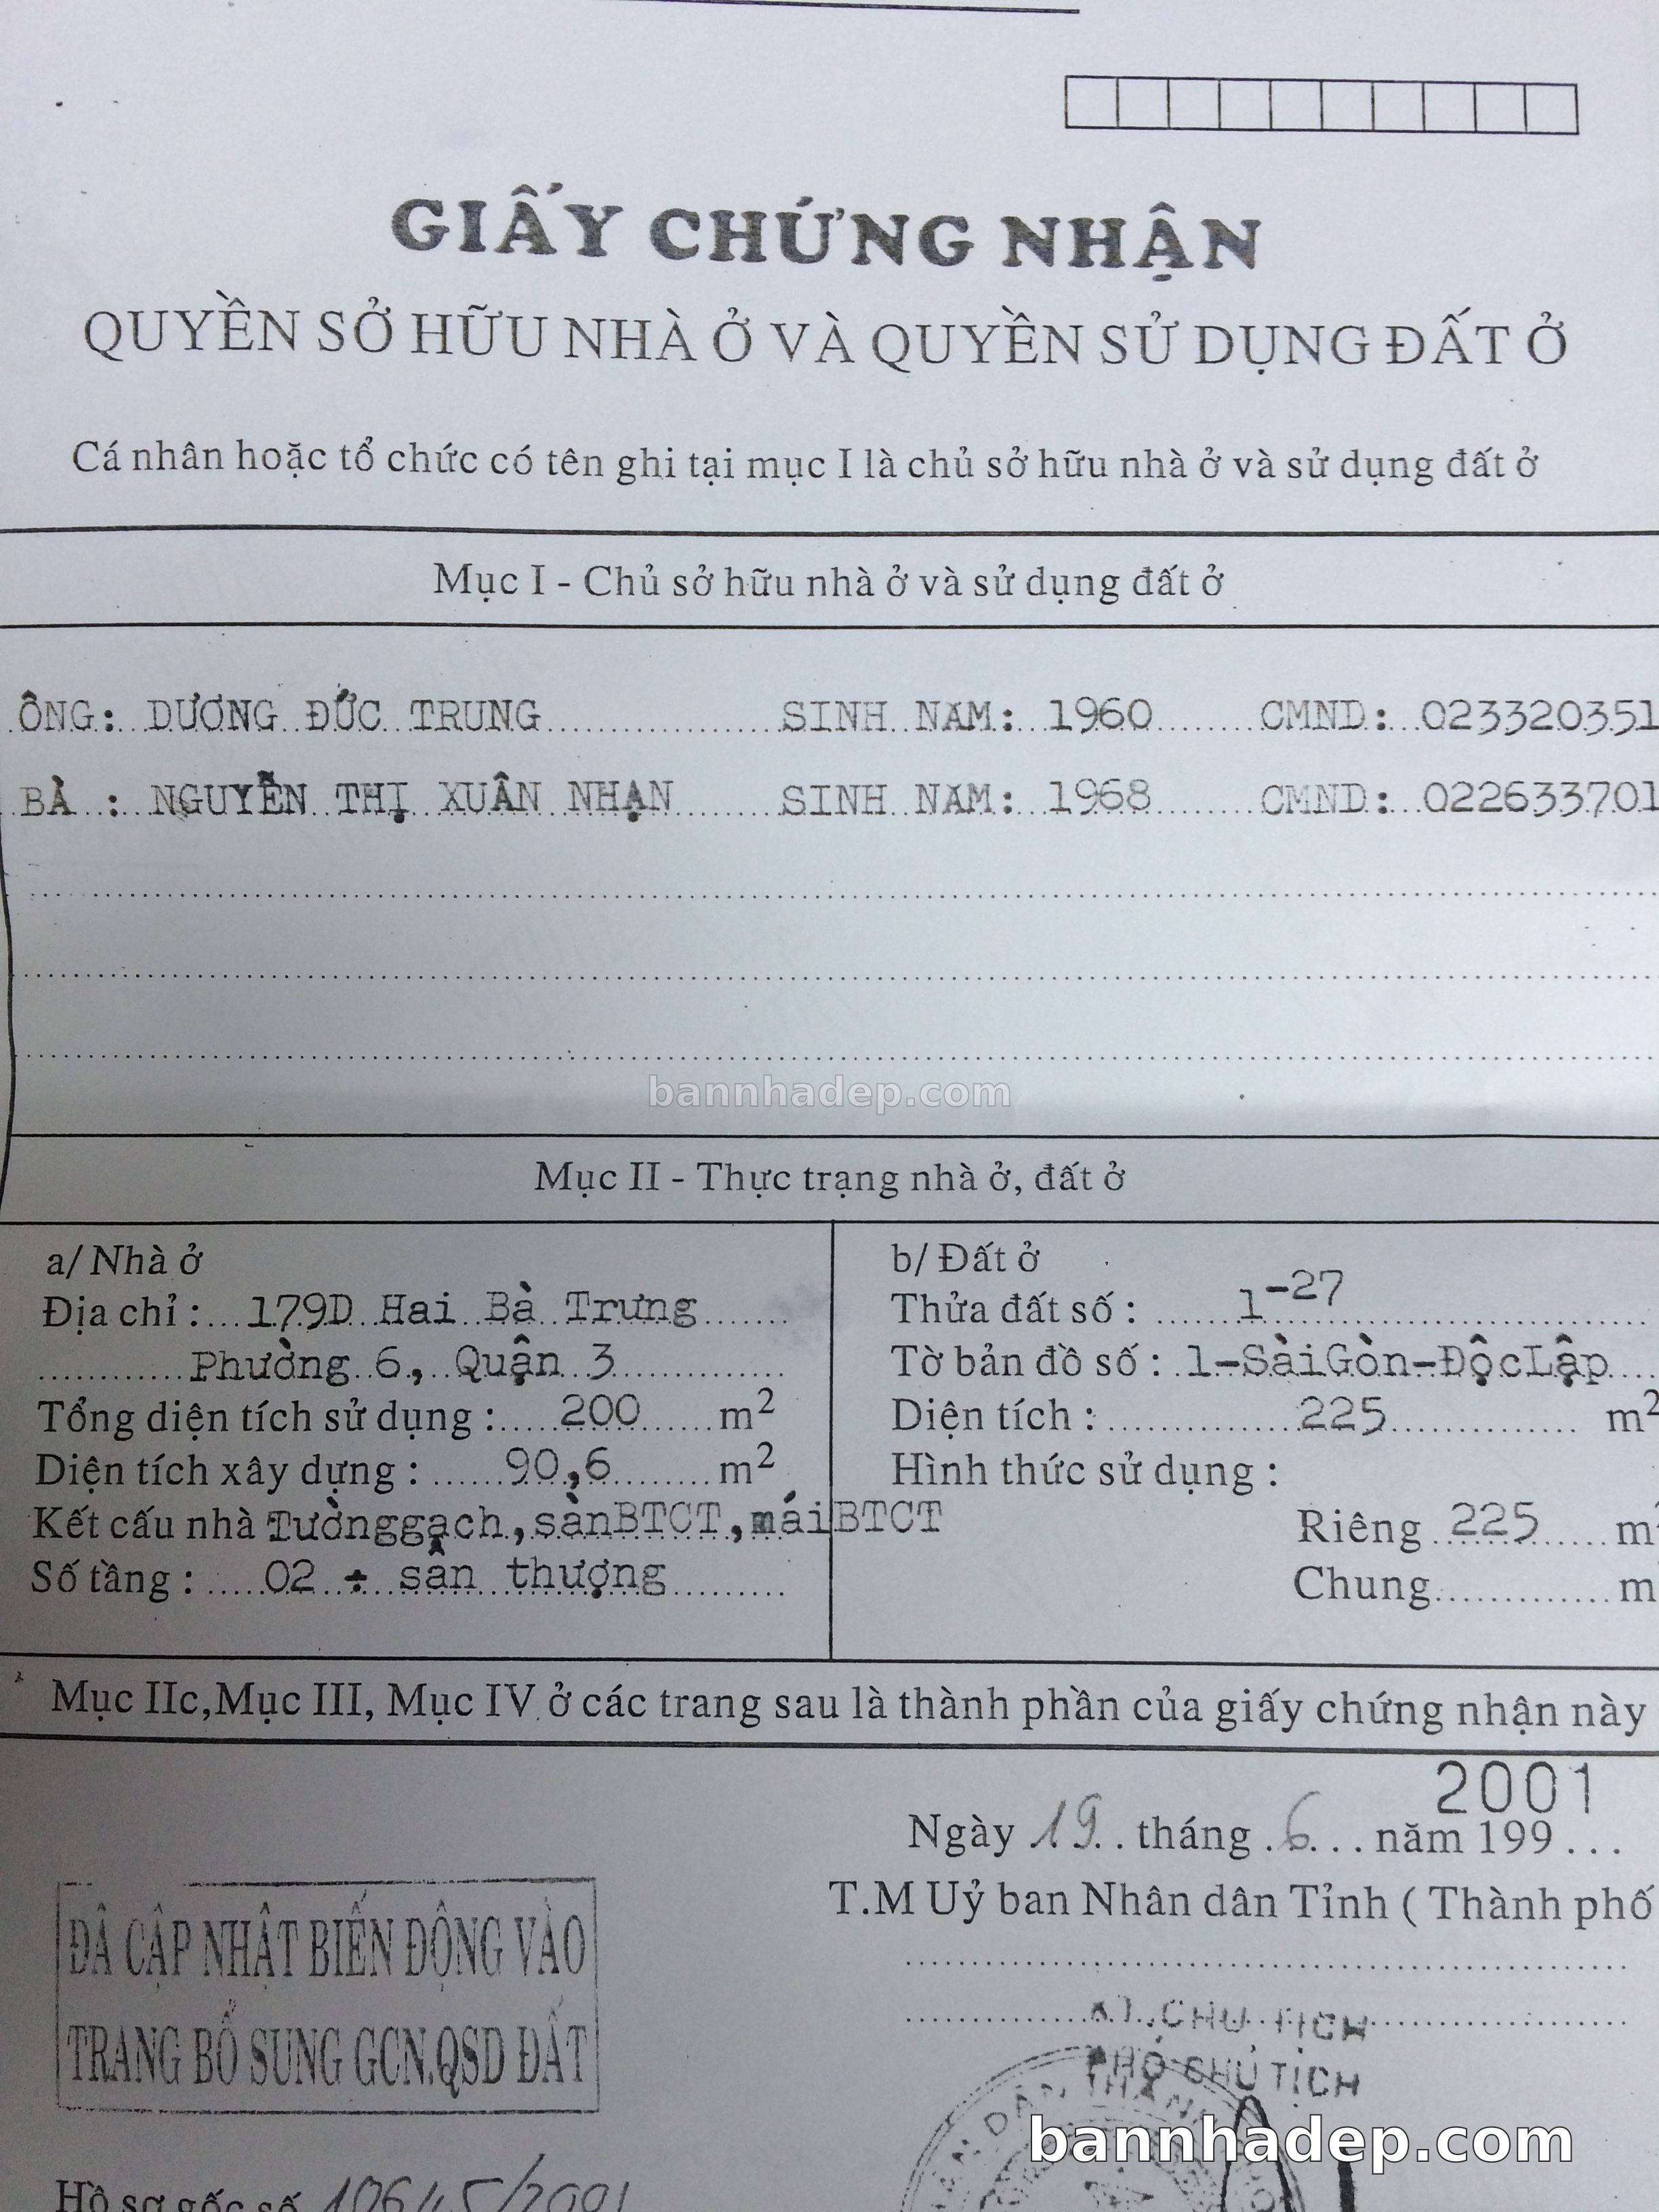 GIẤY CHỨNG NHẬN
QUYỀN SỞ HỮU NHÀ Ở VÀ QUYỀN SỬ DỤNG ĐẤT Ở
Cá nhân hoặc tổ chức có tên ghi tại mục I là chủ sở hữu nhà ở và sử dụng đất ở
Mục I - Chủ sở hữu nhà ở và sử dụng đất ở
ÔNG: DƯƠNG ĐỨC TRUNG SINH NĂM: 1960 CMND: 023320351
BÀ : NGUYỄN THỊ XUÂN NHẠN SINH NĂM: 1968 CMND: 022633701
bannhadep.com
Mục II - Thực trạng nhà ở, đất ở
a/ Nhà ở
Địa chỉ : 179D Hai Bà Trưng
Phường 6, Quận 3
Tổng diện tích sử dụng : 200 m²
Diện tích xây dựng : 90,6 m²
Kết cấu nhà Tườnggạch,sànBTCT,máiBTCT
Số tầng : 02 + sân thượng
b/ Đất ở
Thửa đất số : 1-27
Tờ bản đồ số : 1-SàiGòn-ĐộcLập
Diện tích : 225 m²
Hình thức sử dụng :
Riêng 225 m²
Chung m
Mục IIc,Mục III, Mục IV ở các trang sau là thành phần của giấy chứng nhận này
2001
Ngày 19 tháng 6 năm 199
T.M Uỷ ban Nhân dân Tỉnh ( Thành phố
ĐÃ CẬP NHẬT BIẾN ĐỘNG VÀO
TRANG BỔ SUNG GCN.QSD ĐẤT
KT. CHỦ TỊCH
PHÓ CHỦ TỊCH
DÂN THÀN
bannhadep.com
Hồ sơ gốc số